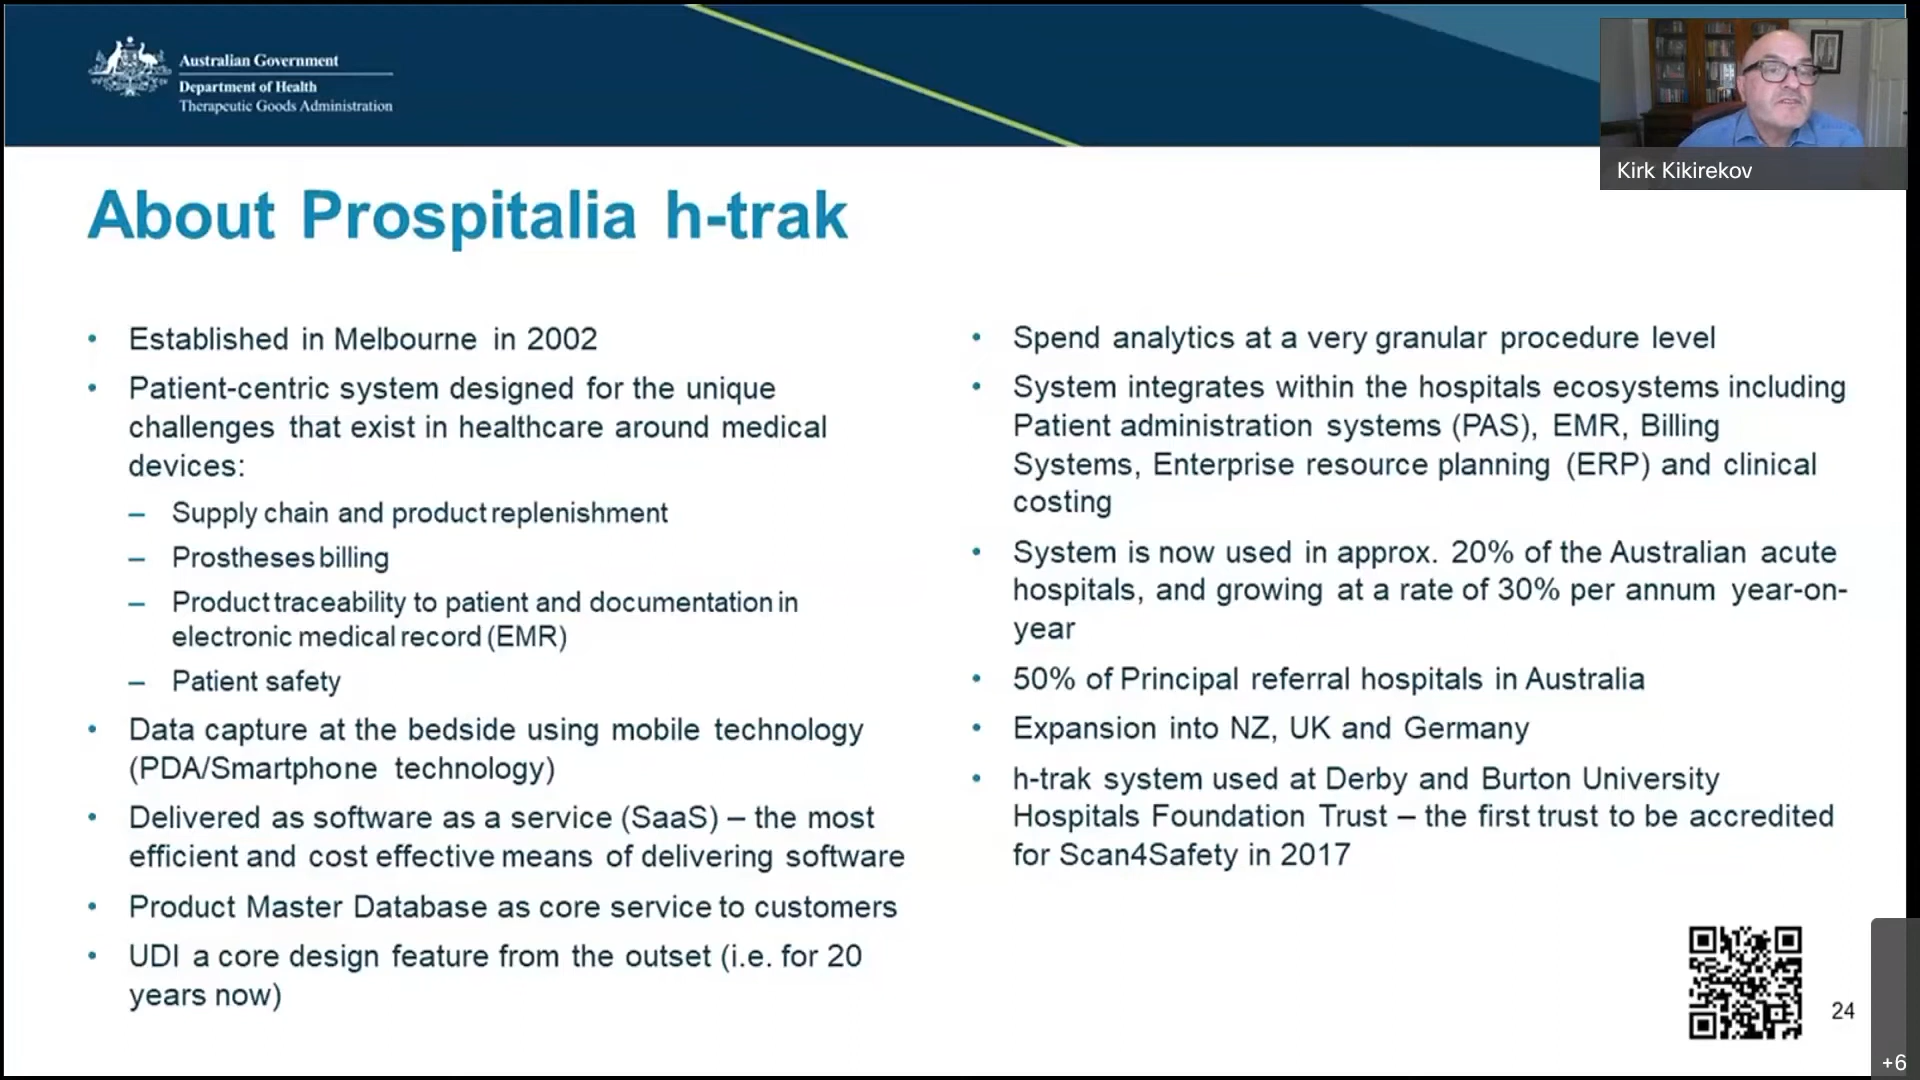 Australian Government
Department of Health
Therapeutic Goods Administration
Kirk Kikirekov
About Prospitalia h-trak
• Established in Melbourne in 2002
• Patient-centric system designed for the unique
challenges that exist in healthcare around medical
devices:
– Supply chain and product replenishment
– Prostheses billing
– Product traceability to patient and documentation in
electronic medical record (EMR)
– Patient safety
• Data capture at the bedside using mobile technology
(PDA/Smartphone technology)
• Delivered as software as a service (SaaS) – the most
efficient and cost effective means of delivering software
• Product Master Database as core service to customers
• UDI a core design feature from the outset (i.e. for 20
years now)
• Spend analytics at a very granular procedure level
• System integrates within the hospitals ecosystems including
Patient administration systems (PAS), EMR, Billing
Systems, Enterprise resource planning (ERP) and clinical
costing
• System is now used in approx. 20% of the Australian acute
hospitals, and growing at a rate of 30% per annum year-on-
year
• 50% of Principal referral hospitals in Australia
• Expansion into NZ, UK and Germany
• h-trak system used at Derby and Burton University
Hospitals Foundation Trust – the first trust to be accredited
for Scan4Safety in 2017
24
+6